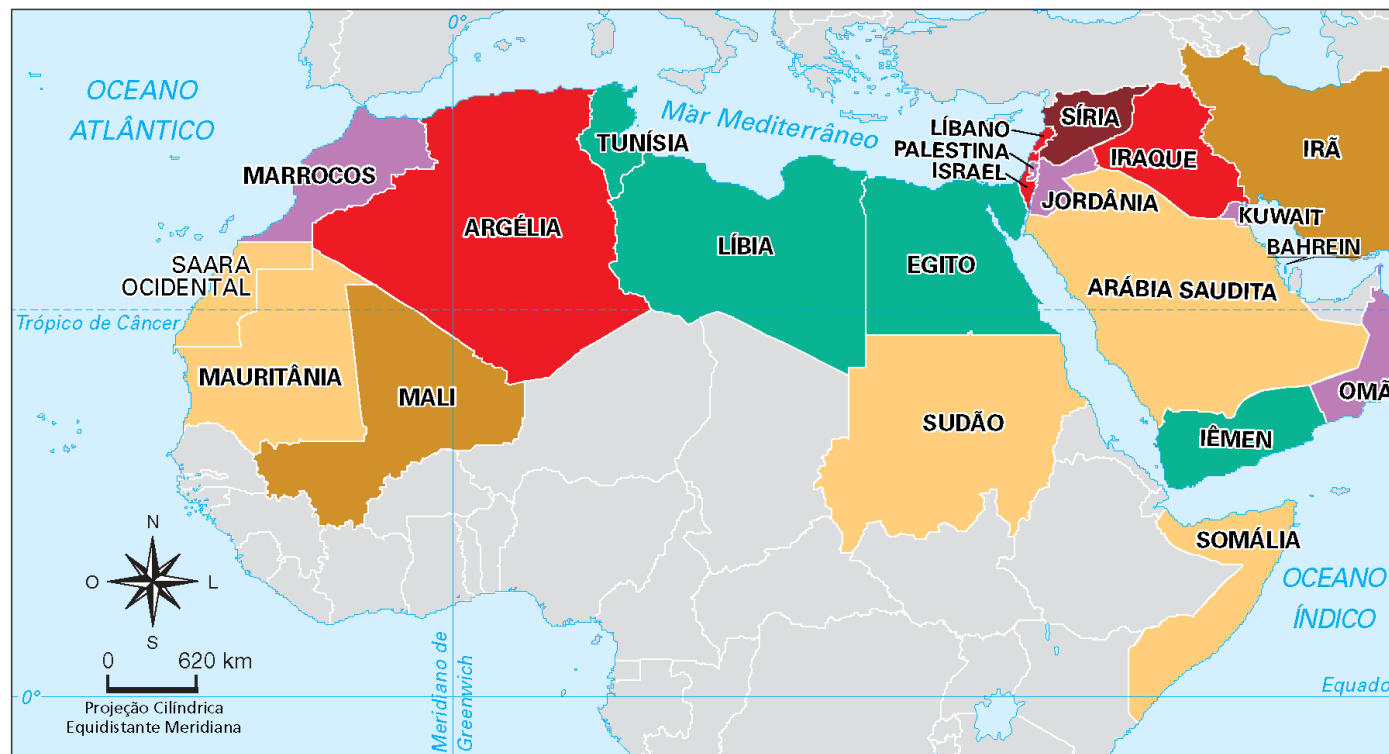 0°
OCEANO
ATLÂNTICO
Mar Mediterrâneo
MARROCOS
TUNÍSIA
ARGÉLIA
LÍBIA
EGITO
LÍBANO
PALESTINA
ISRAEL
SÍRIA
IRAQUE
IRÃ
JORDÂNIA
KUWAIT
BAHREIN
ARÁBIA SAUDITA
SAARA
OCIDENTAL
Trópico de Câncer
MAURITÂNIA
MALI
SUDÃO
OMÃ
IÊMEN
SOMÁLIA
OCEANO
ÍNDICO
N
O
L
S
0 620 km
Projeção Cilíndrica
Equidistante Meridiana
Meridiano de
Greenwich
0°
Equado